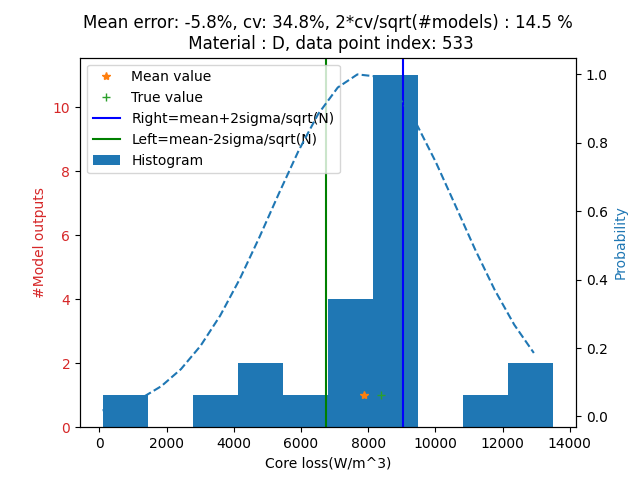 Mean error: -5.8%, cv: 34.8%, 2*cv/sqrt(#models) : 14.5 %
Material : D, data point index: 533
Mean value
True value
Right=mean+2sigma/sqrt(N)
Left=mean-2sigma/sqrt(N)
Histogram
#Model outputs
0
2
4
6
8
10
0
2000
4000
6000
8000
10000
12000
14000
Core loss(W/m^3)
0.0
0.2
0.4
0.6
0.8
1.0
Probability